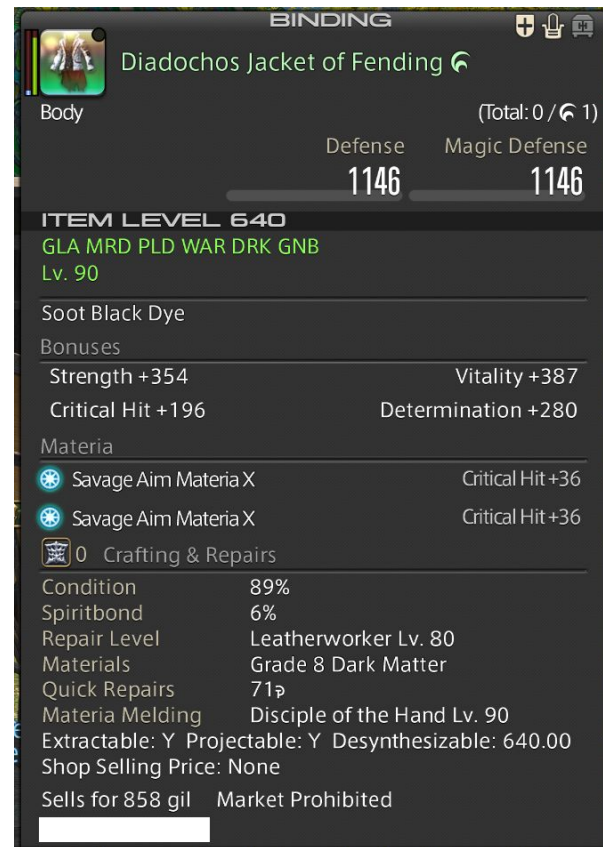 BINDING
Diadochos Jacket of Fending
Body (Total: 0 / 1)
Defense Magic Defense
1146 1146
ITEM LEVEL 640
GLA MRD PLD WAR DRK GNB
Lv. 90
Soot Black Dye
Bonuses
Strength +354 Vitality +387
Critical Hit +196 Determination +280
Materia
Savage Aim Materia X Critical Hit +36
Savage Aim Materia X Critical Hit +36
0 Crafting & Repairs
Condition 89%
Spiritbond 6%
Repair Level Leatherworker Lv. 80
Materials Grade 8 Dark Matter
Quick Repairs 71
Materia Melding Disciple of the Hand Lv. 90
Extractable: Y Projectable: Y Desynthesizable: 640.00
Shop Selling Price: None
Sells for 858 gil Market Prohibited